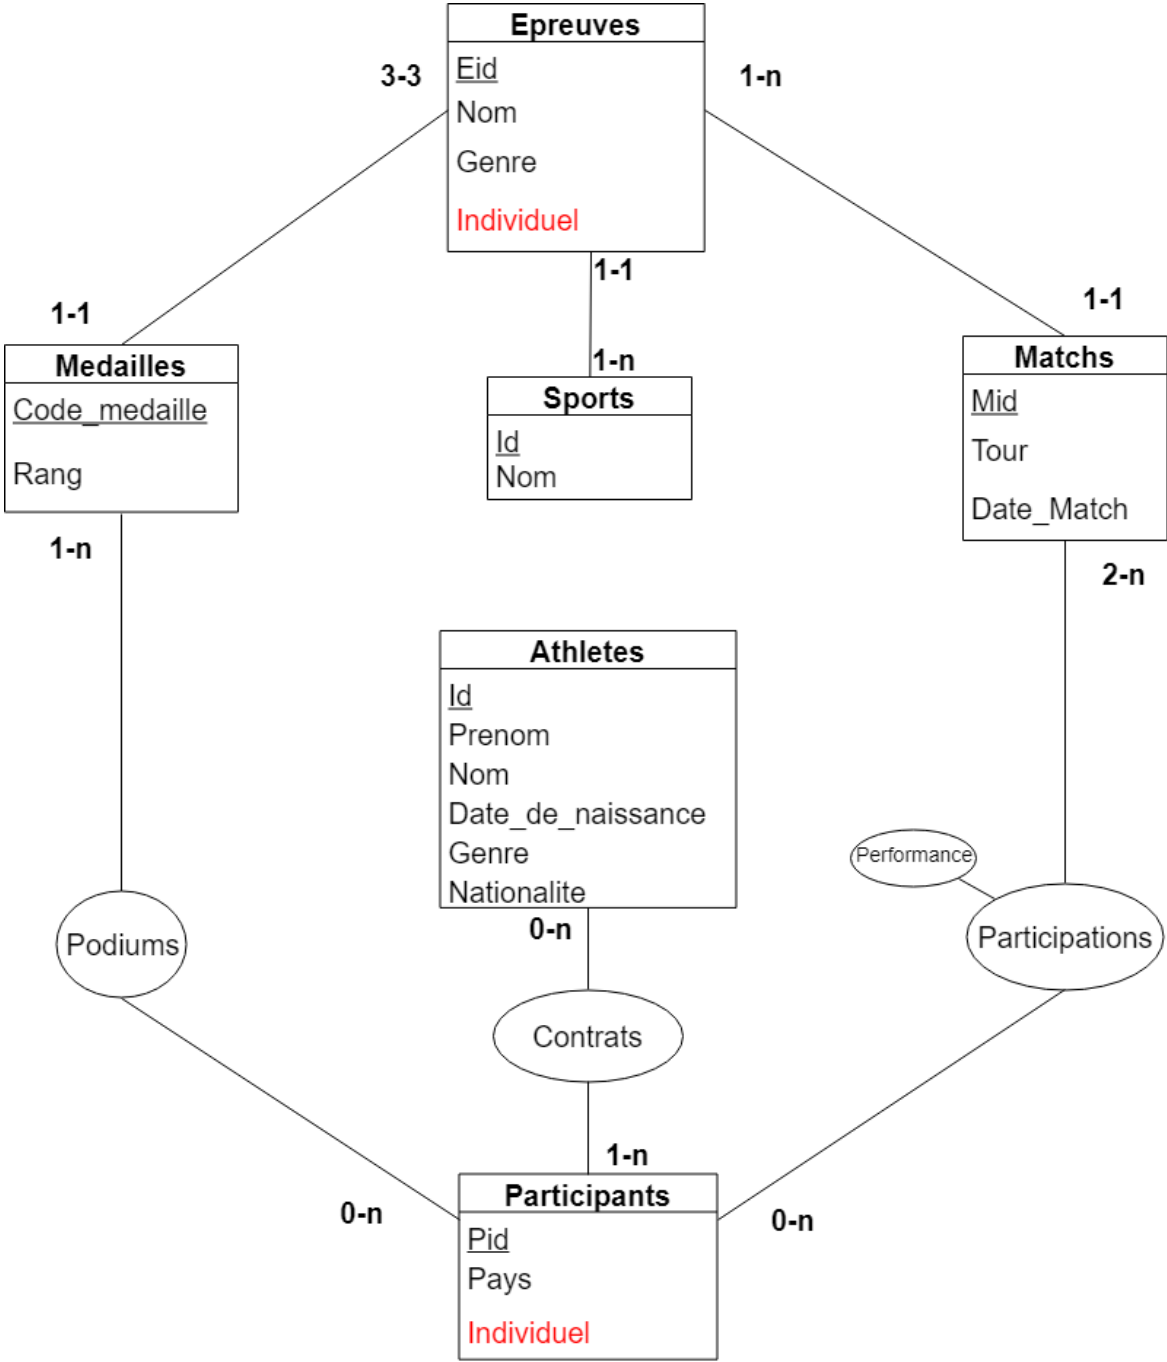 Epreuves
Eid
Nom
Genre
Individuel
3-3
1-n
1-1
1-n
1-1
1-1
Medailles
Code_medaille
Rang
1-n
Sports
Id
Nom
Matchs
Mid
Tour
Date_Match
2-n
Athletes
Id
Prenom
Nom
Date_de_naissance
Genre
Nationalite
0-n
Performance
Podiums
Contrats
Participations
1-n
0-n
0-n
Participants
Pid
Pays
Individuel